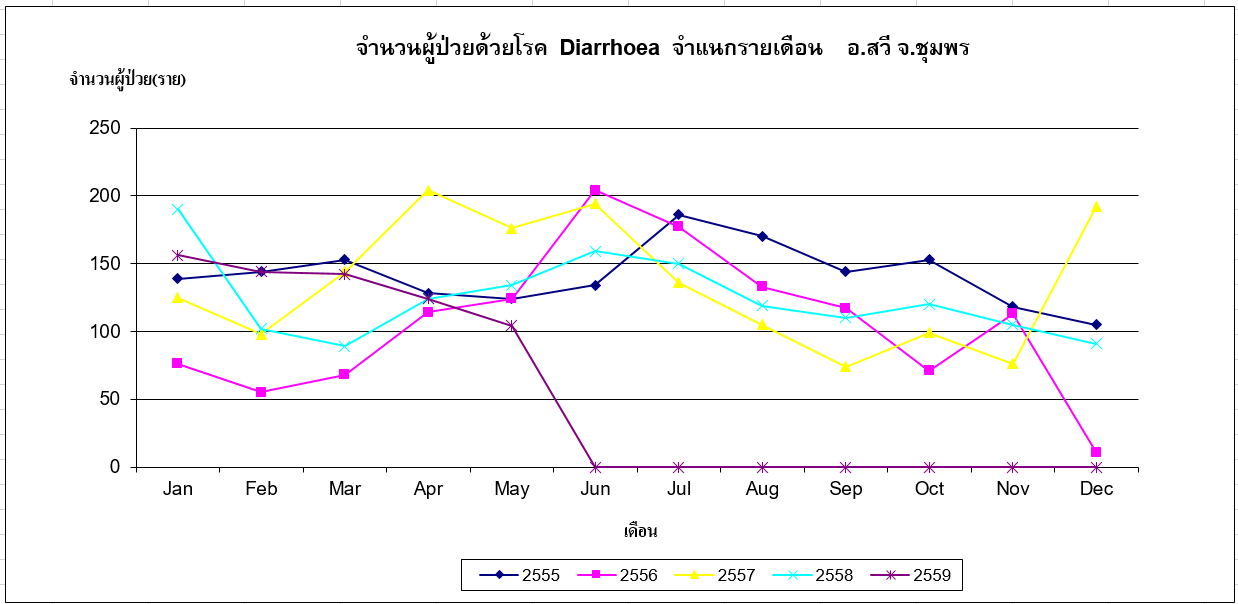 จำนวนผู้ป่วยด้วยโรค Diarrhoea จำแนกรายเดือน อ.สวี จ.ชุมพร
จำนวนผู้ป่วย(ราย)
250
200
150
100
50
0
Jan Feb Mar Apr May Jun Jul Aug Sep Oct Nov Dec
เดือน
2555 2556 2557 2558 2559